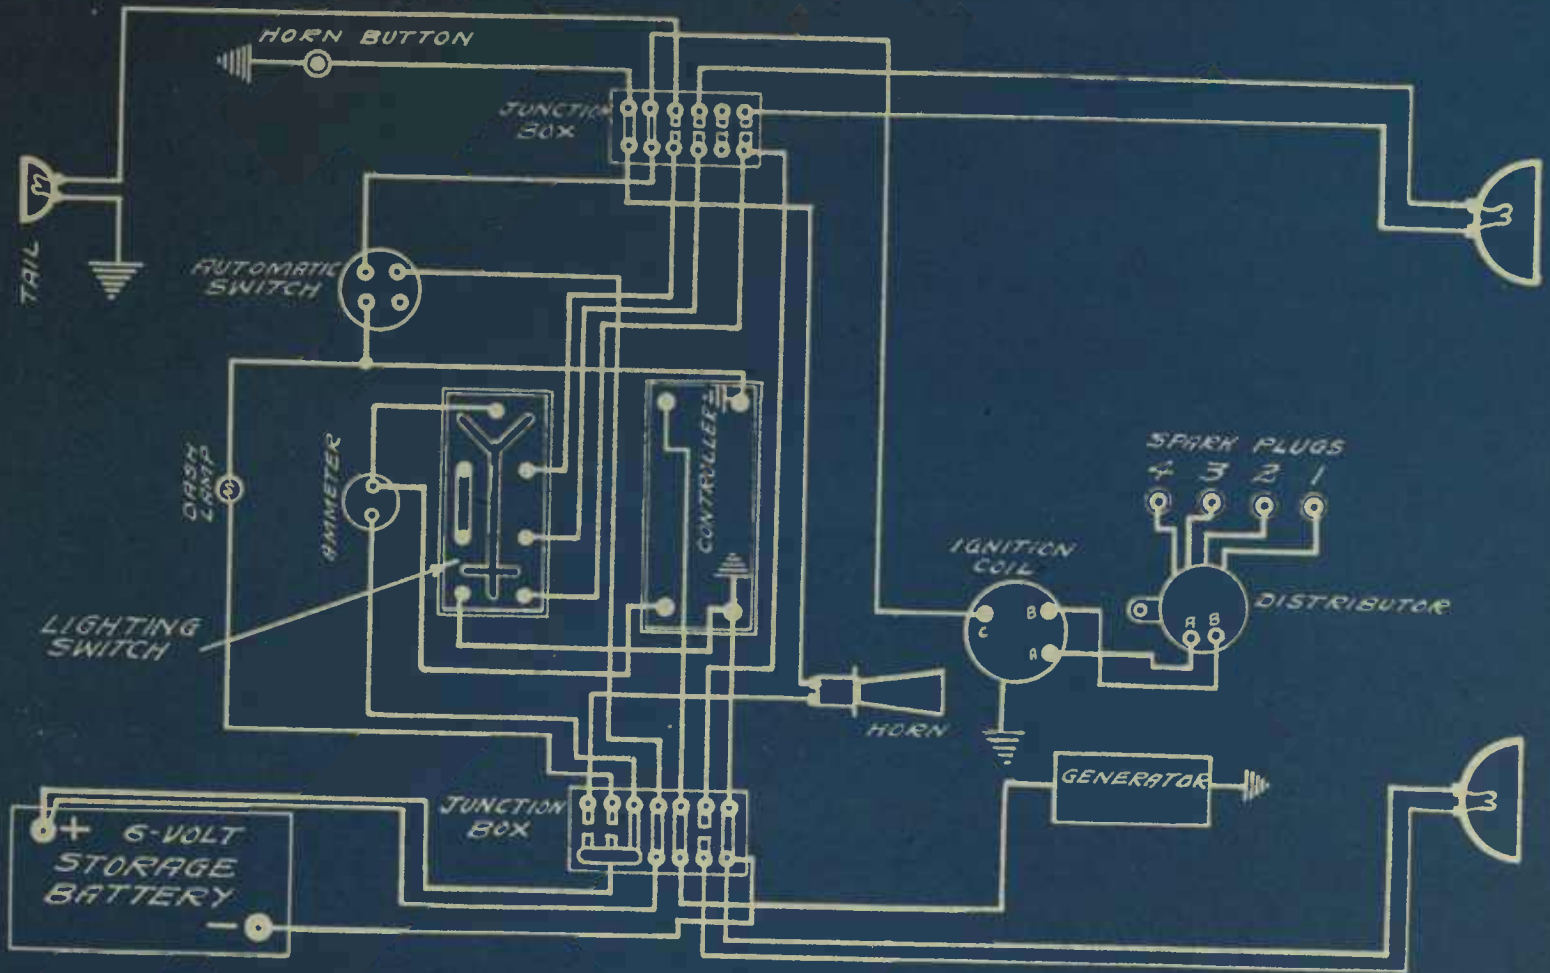 HORN BUTTON
JUNCTION
BOX
TAIL
AUTOMATIC
SWITCH
DASH
LAMP
AMMETER
CONTROLLER
LIGHTING
SWITCH
SPARK PLUGS
4 3 2 1
IGNITION
COIL
C B A
A B
DISTRIBUTOR
HORN
GENERATOR
JUNCTION
BOX
+ 6-VOLT
STORAGE
BATTERY
-